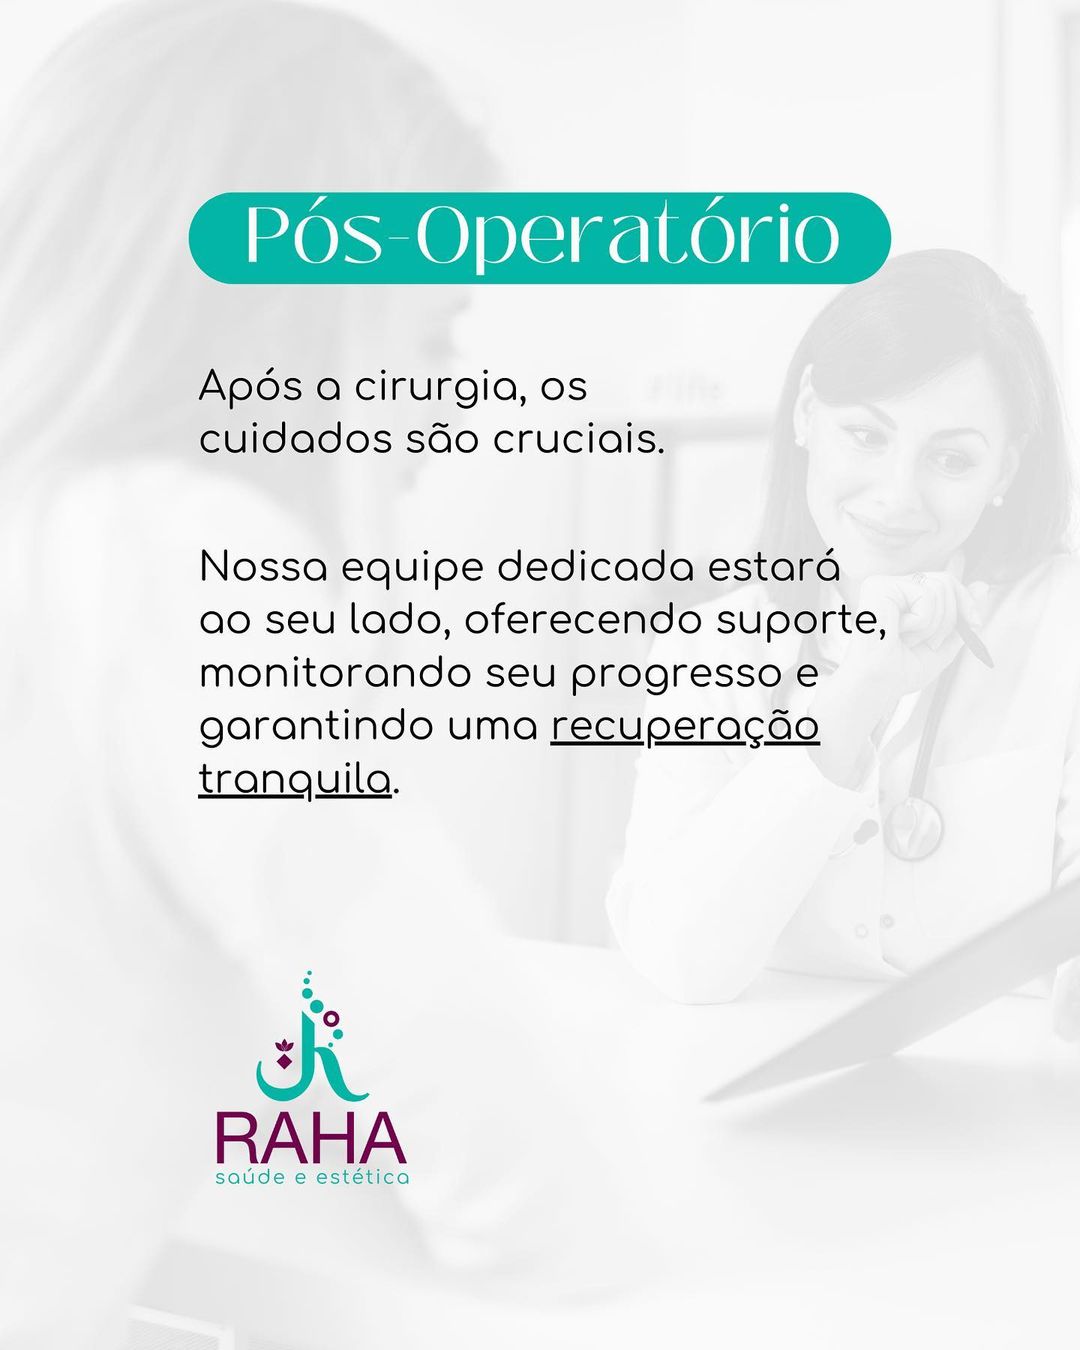 Pós-Operatório
Após a cirurgia, os
cuidados são cruciais.
Nossa equipe dedicada estará
ao seu lado, oferecendo suporte,
monitorando seu progresso e
garantindo uma recuperação
tranquila.
RAHA
saúde e estética